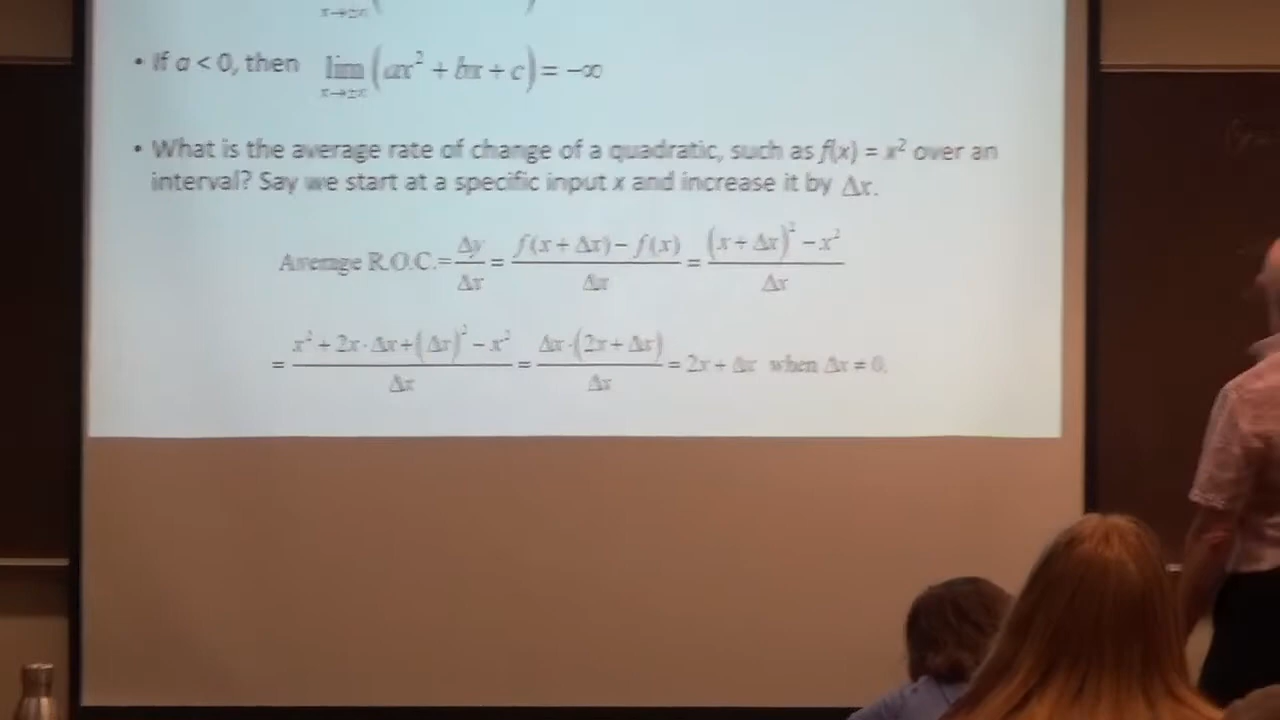 x→±∞
• If a < 0, then lim x→±∞ (ax² + bx + c) = −∞
• What is the average rate of change of a quadratic, such as f(x) = x² over an
interval? Say we start at a specific input x and increase it by Δx.
Average R.O.C.= Δy/Δx = f(x + Δx) − f(x)/Δx = (x + Δx)² − x²/Δx
= x² + 2x · Δx + (Δx)² − x²/Δx = Δx · (2x + Δx)/Δx = 2x + Δx when Δx ≠ 0.